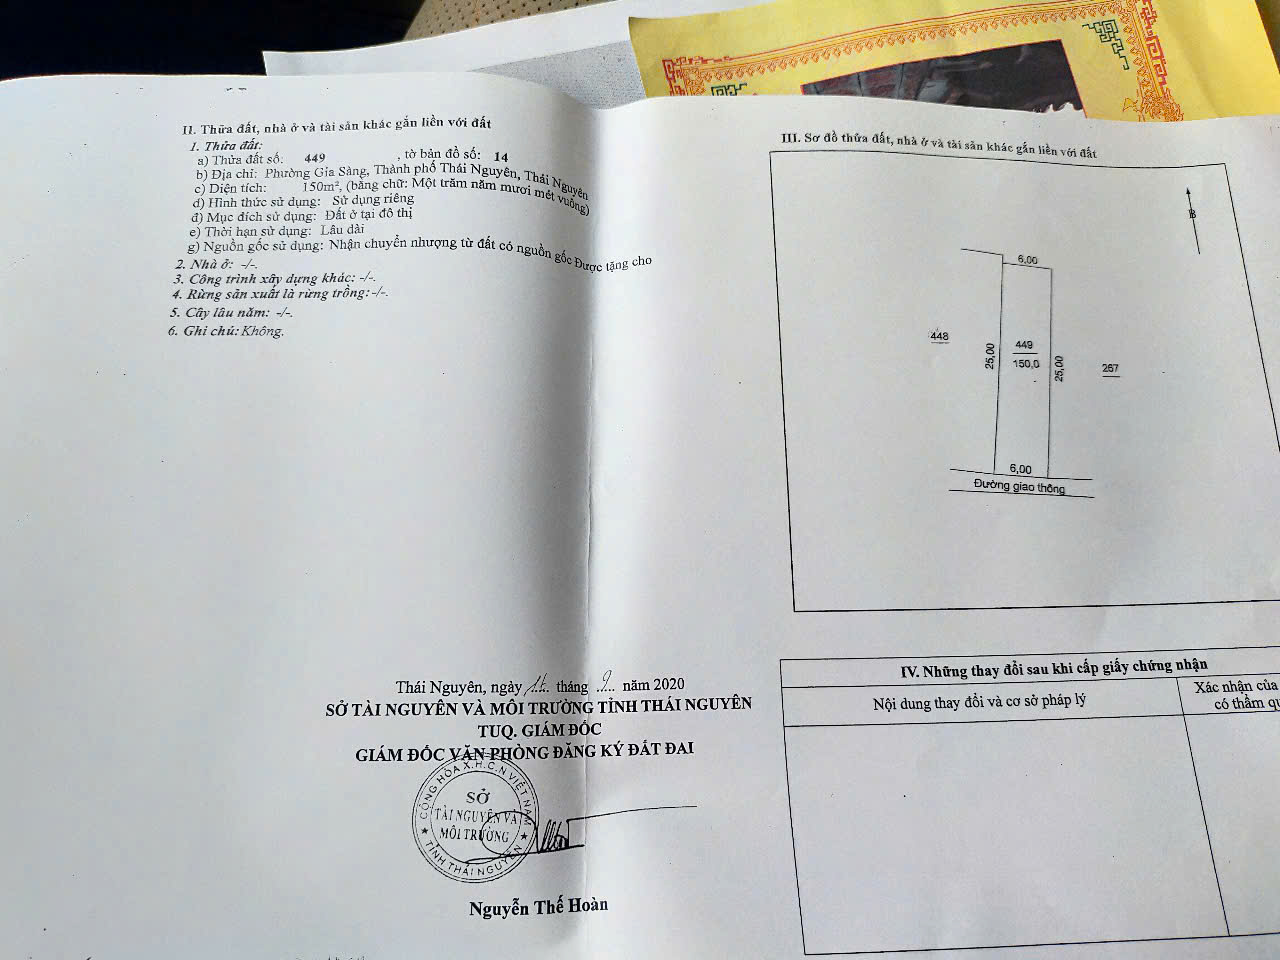 II. Thửa đất, nhà ở và tài sản khác gắn liền với đất
1. Thửa đất:
a) Thửa đất số: 449 , tờ bản đồ số: 14
b) Địa chỉ: Phường Gia Sàng, Thành phố Thái Nguyên, Thái Nguyên
c) Diện tích: 150m², (bằng chữ: Một trăm năm mươi mét vuông)
d) Hình thức sử dụng: Sử dụng riêng
đ) Mục đích sử dụng: Đất ở tại đô thị
e) Thời hạn sử dụng: Lâu dài
g) Nguồn gốc sử dụng: Nhận chuyển nhượng từ đất có nguồn gốc Được tặng cho
2. Nhà ở: -/-.
3. Công trình xây dựng khác: -/-.
4. Rừng sản xuất là rừng trồng: -/-.
5. Cây lâu năm: -/-.
6. Ghi chú: Không.
Thái Nguyên, ngày tháng 9 năm 2020
SỞ TÀI NGUYÊN VÀ MÔI TRƯỜNG TỈNH THÁI NGUYÊN
TUQ. GIÁM ĐỐC
GIÁM ĐỐC VĂN PHÒNG ĐĂNG KÝ ĐẤT ĐAI
CỘNG HÒA X.H.C.N VIỆT NAM
SỞ
TÀI NGUYÊN VÀ
MÔI TRƯỜNG
TỈNH THÁI NGUYÊN
Nguyễn Thế Hoàn
III. Sơ đồ thửa đất, nhà ở và tài sản khác gắn liền với đất
B
6,00
448
25,00
449
150,0
25,00
267
6,00
Đường giao thông
IV. Những thay đổi sau khi cấp giấy chứng nhận
Nội dung thay đổi và cơ sở pháp lý
Xác nhận của
có thẩm qu